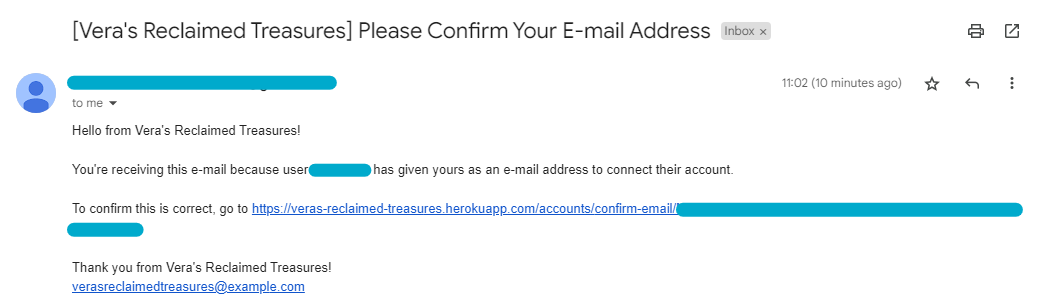 [Vera's Reclaimed Treasures] Please Confirm Your E-mail Address Inbox ×
11:02 (10 minutes ago)
to me
Hello from Vera's Reclaimed Treasures!
You're receiving this e-mail because user has given yours as an e-mail address to connect their account.
To confirm this is correct, go to https://veras-reclaimed-treasures.herokuapp.com/accounts/confirm-email/
Thank you from Vera's Reclaimed Treasures!
verasreclaimedtreasures@example.com